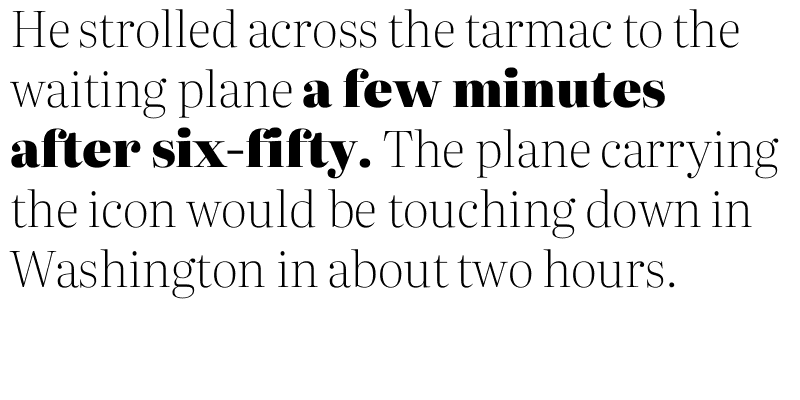 He strolled across the tarmac to the
waiting plane a few minutes
after six-fifty. The plane carrying
the icon would be touching down in
Washington in about two hours.